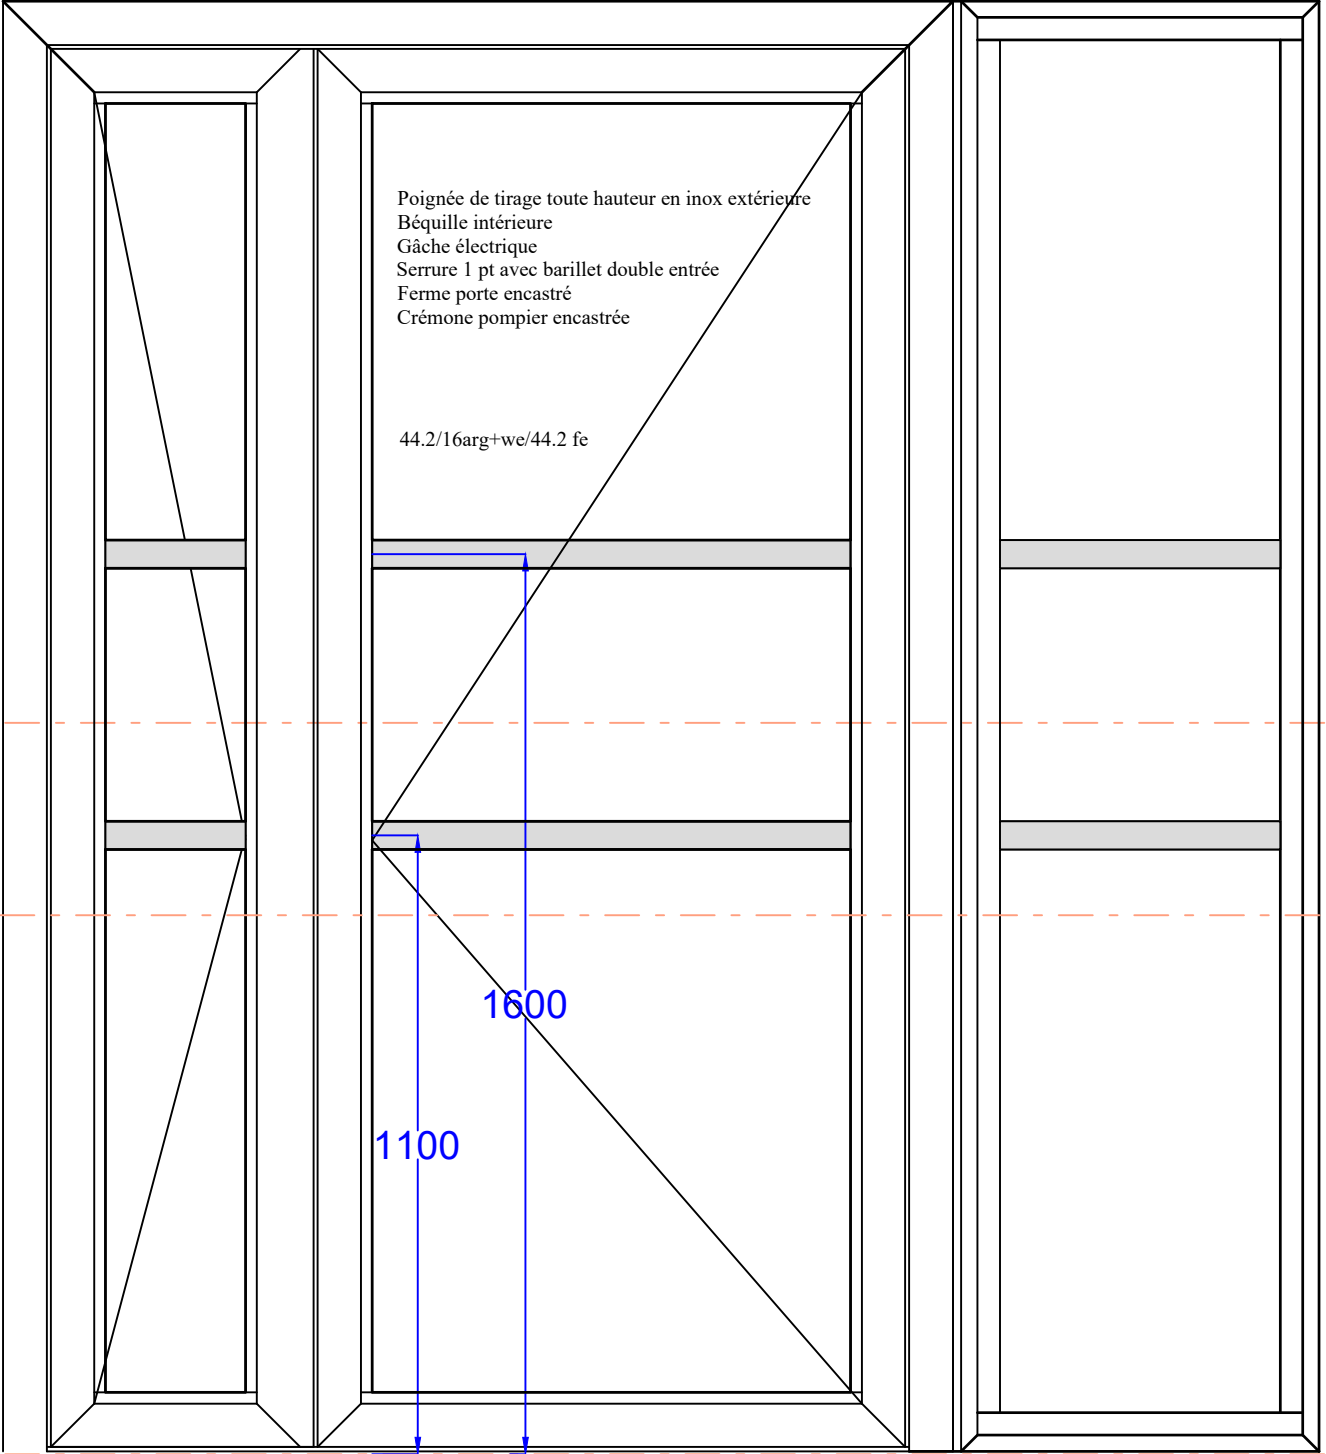 Poignée de tirage toute hauteur en inox extérieure
Béquille intérieure
Gâche électrique
Serrure 1 pt avec barillet double entrée
Ferme porte encastré
Crémone pompier encastrée
44.2/16arg+we/44.2 fe
1600
1100